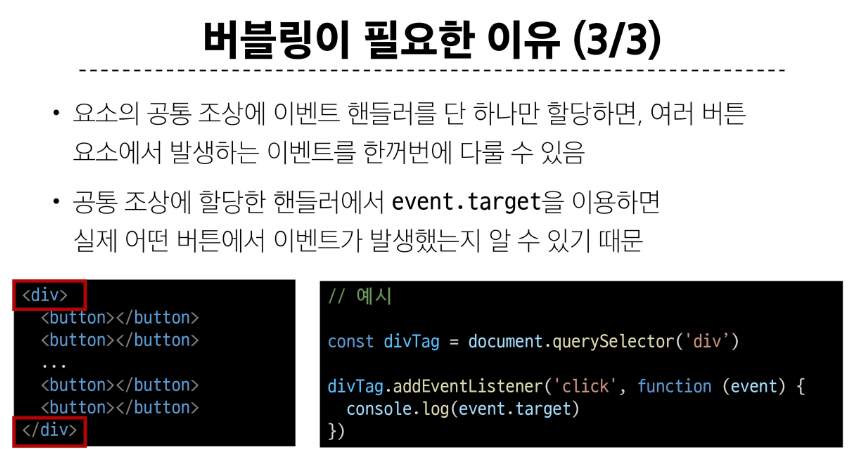 버블링이 필요한 이유 (3/3)
• 요소의 공통 조상에 이벤트 핸들러를 단 하나만 할당하면, 여러 버튼
요소에서 발생하는 이벤트를 한꺼번에 다룰 수 있음
• 공통 조상에 할당한 핸들러에서 event.target을 이용하면
실제 어떤 버튼에서 이벤트가 발생했는지 알 수 있기 때문
<div>
  <button></button>
  <button></button>
  ...
  <button></button>
  <button></button>
</div>
// 예시
const divTag = document.querySelector('div’)
divTag.addEventListener('click', function (event) {
  console.log(event.target)
})